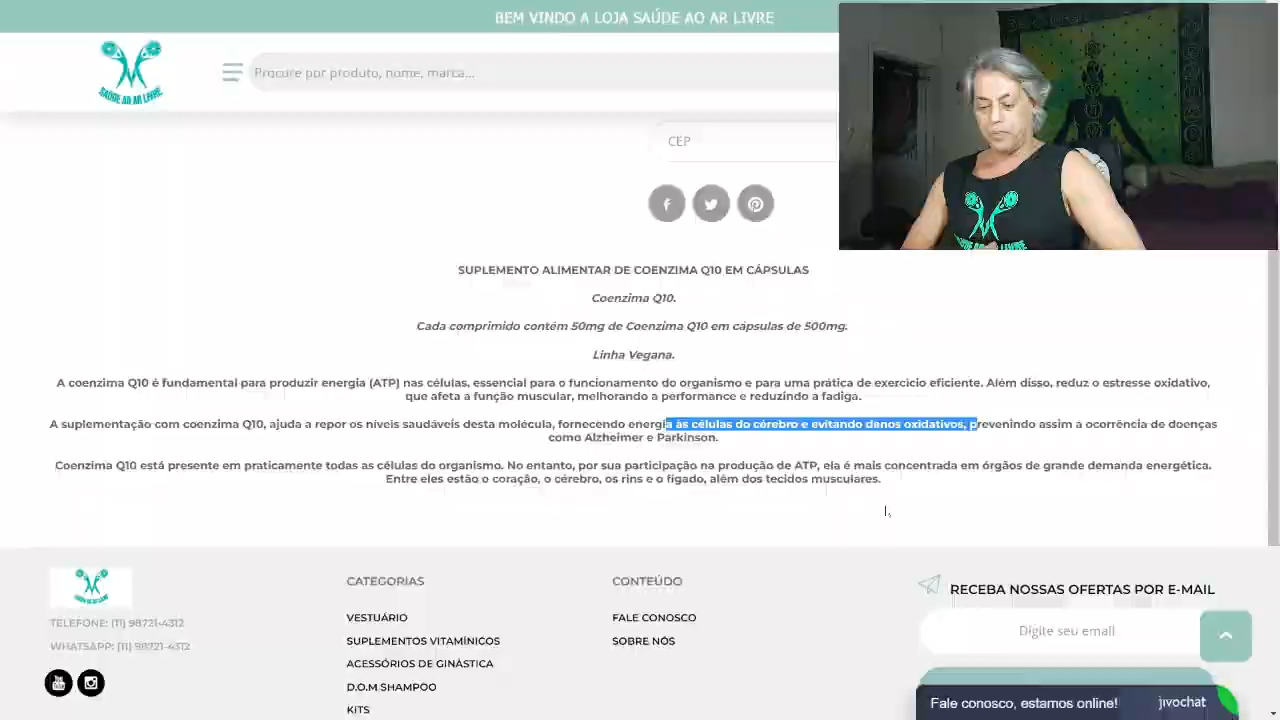 BEM VINDO A LOJA SAÚDE AO AR LIVRE
SAÚDE AO AR LIVRE
Procure por produto, nome, marca...
CEP
SUPLEMENTO ALIMENTAR DE COENZIMA Q10 EM CÁPSULAS
Coenzima Q10.
Cada comprimido contém 50mg de Coenzima Q10 em cápsulas de 500mg.
Linha Vegana.
A coenzima Q10 é fundamental para produzir energia (ATP) nas células, essencial para o funcionamento do organismo e para uma prática de exercício eficiente. Além disso, reduz o estresse oxidativo,
que afeta a função muscular, melhorando a performance e reduzindo a fadiga.
A suplementação com coenzima Q10, ajuda a repor os níveis saudáveis desta molécula, fornecendo energia às células do cérebro e evitando danos oxidativos, prevenindo assim a ocorrência de doenças
como Alzheimer e Parkinson.
Coenzima Q10 está presente em praticamente todas as células do organismo. No entanto, por sua participação na produção de ATP, ela é mais concentrada em órgãos de grande demanda energética.
Entre eles estão o coração, o cérebro, os rins e o fígado, além dos tecidos musculares.
TELEFONE: (11) 98721-4312
WHATSAPP: (11) 98721-4312
CATEGORIAS
VESTUÁRIO
SUPLEMENTOS VITAMÍNICOS
ACESSÓRIOS DE GINÁSTICA
D.O.M SHAMPOO
KITS
CONTEÚDO
FALE CONOSCO
SOBRE NÓS
RECEBA NOSSAS OFERTAS POR E-MAIL
Digite seu email
Fale conosco, estamos online!
jivochat